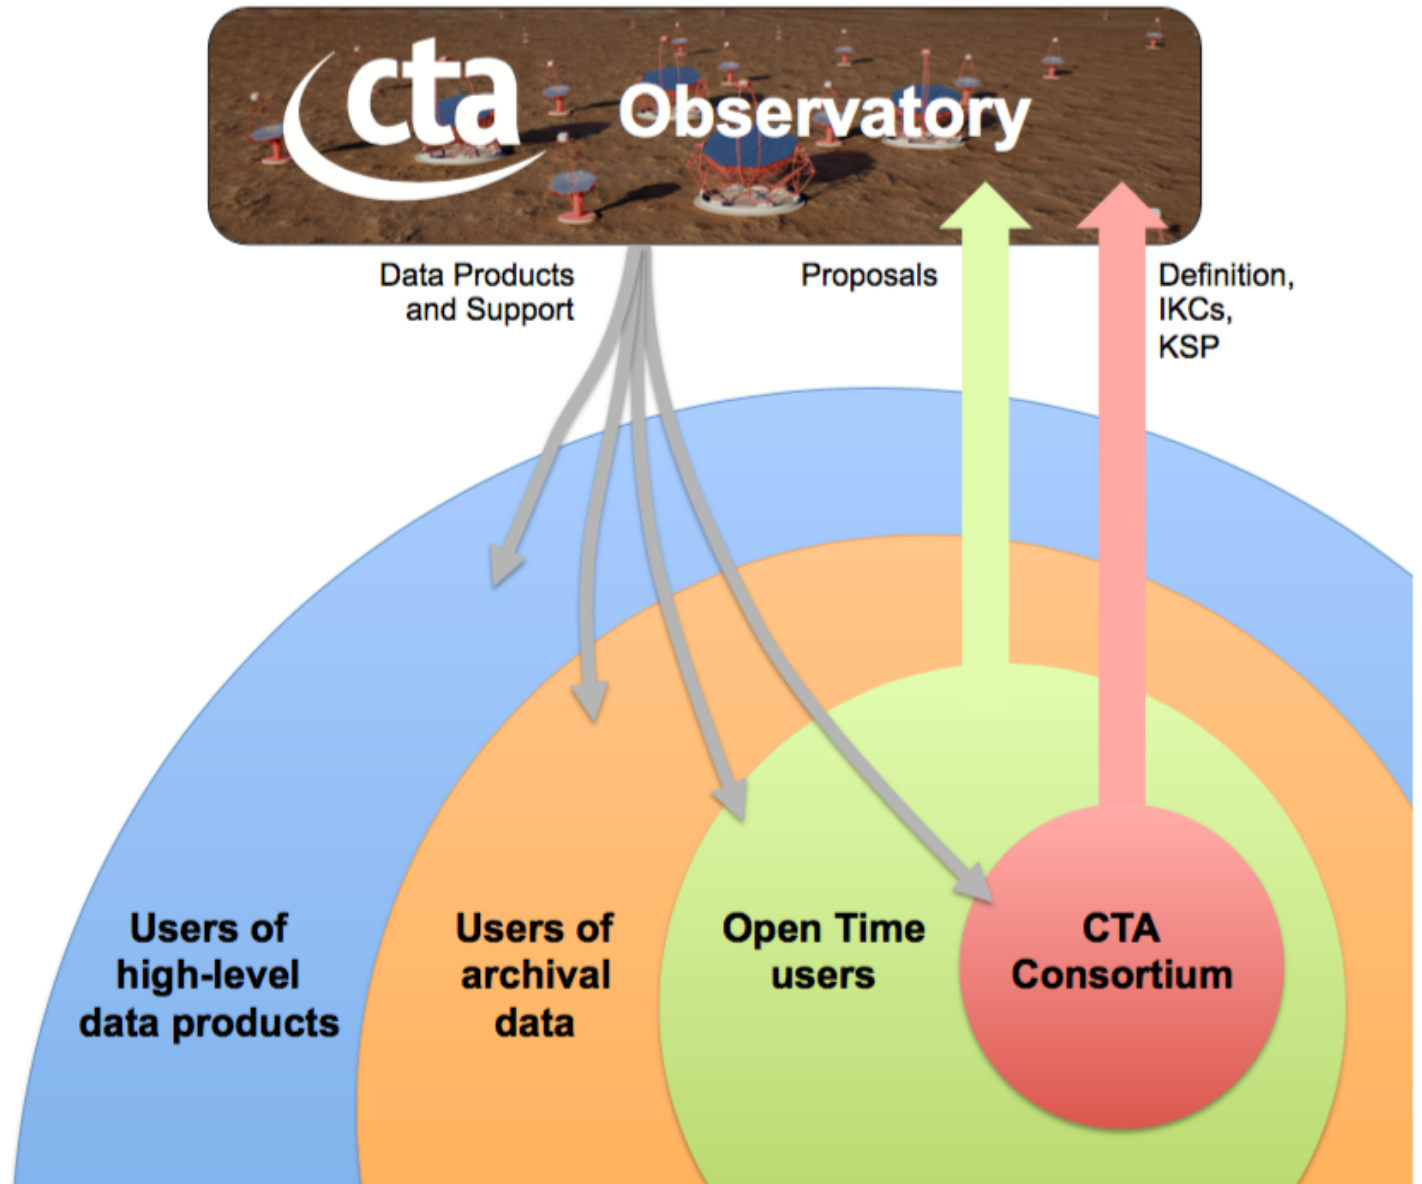 cta Observatory
Data Products
and Support
Proposals
Definition,
IKCs,
KSP
Users of
high-level
data products
Users of
archival
data
Open Time
users
CTA
Consortium